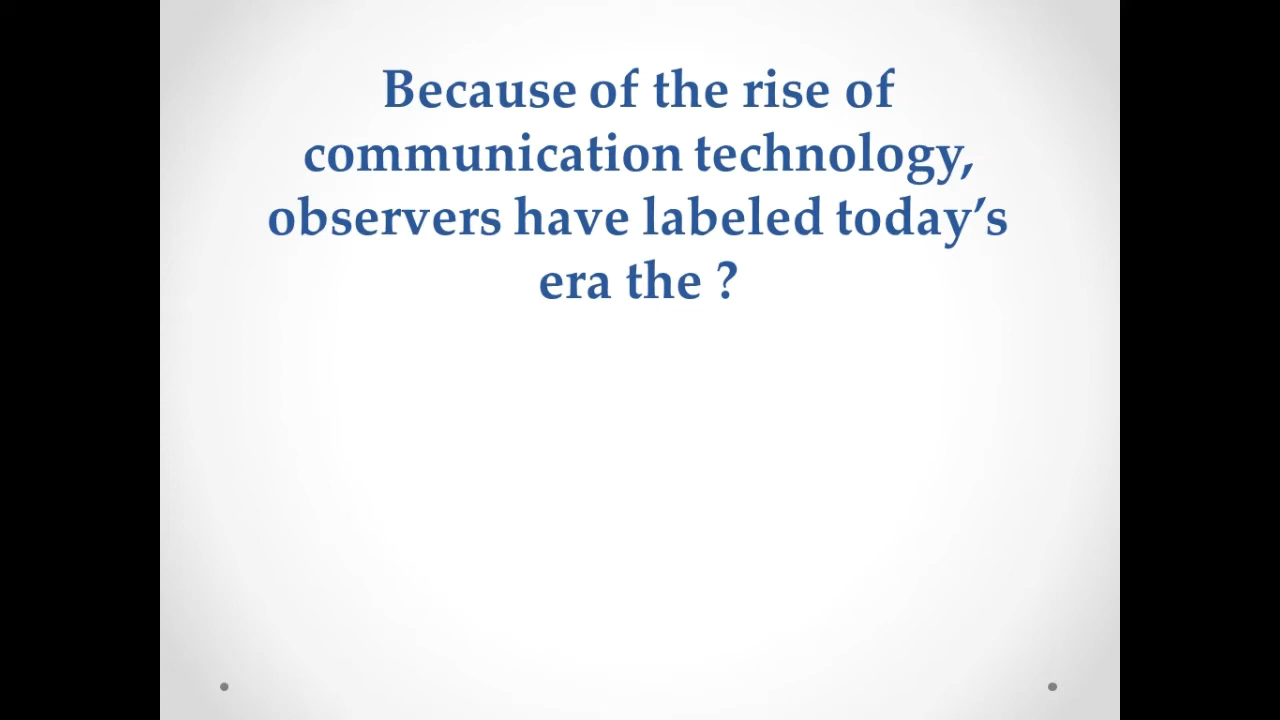 Because of the rise of
communication technology,
observers have labeled today’s
era the ?